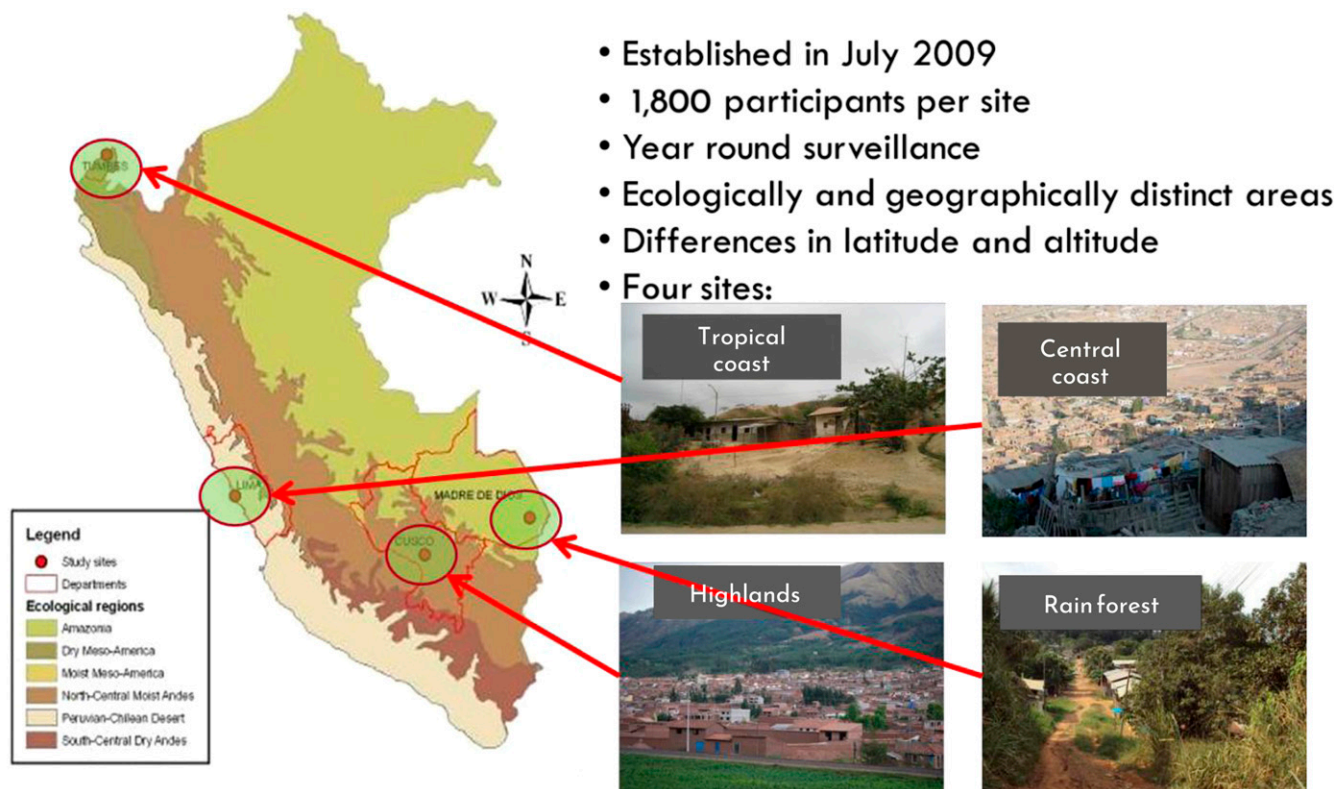 • Established in July 2009
• 1,800 participants per site
• Year round surveillance
• Ecologically and geographically distinct areas
• Differences in latitude and altitude
• Four sites:
TUMBES
N
W
E
S
LIMA
MADRE DE DIOS
CUSCO
Tropical
coast
Central
coast
Highlands
Rain forest
Legend
Study sites
Departments
Ecological regions
Amazonia
Dry Meso-America
Moist Meso-America
North-Central Moist Andes
Peruvian-Chilean Desert
South-Central Dry Andes